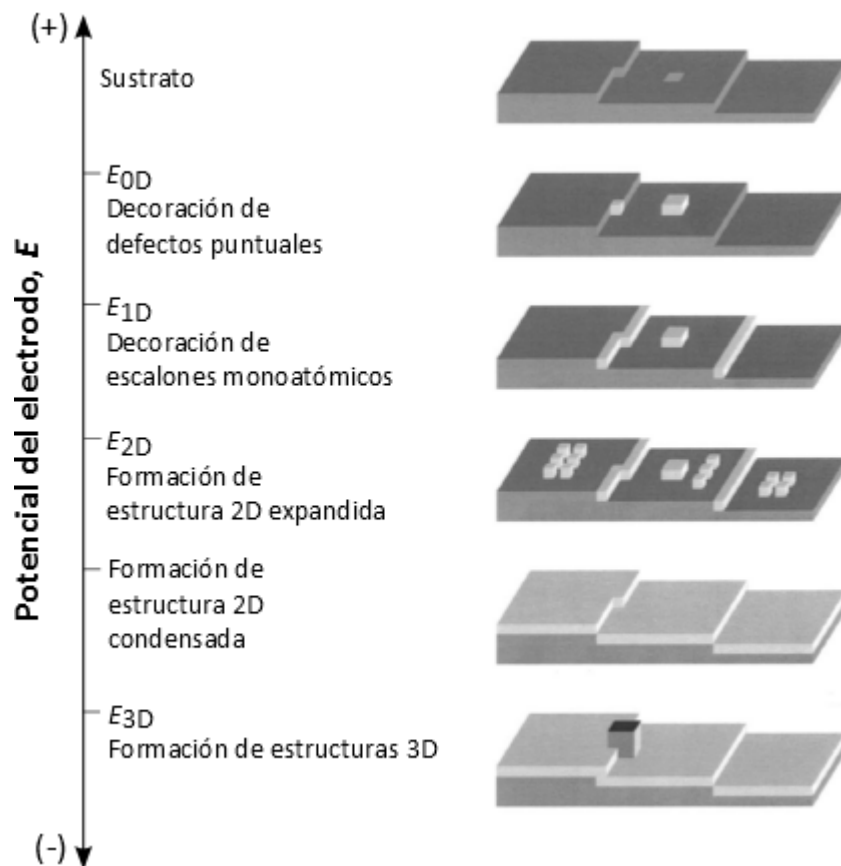 (+)
Sustrato
E0D
Decoración de
defectos puntuales
E1D
Decoración de
escalones monoatómicos
E2D
Formación de
estructura 2D expandida
Formación de
estructura 2D
condensada
E3D
Formación de estructuras 3D
(-)
Potencial del electrodo, E